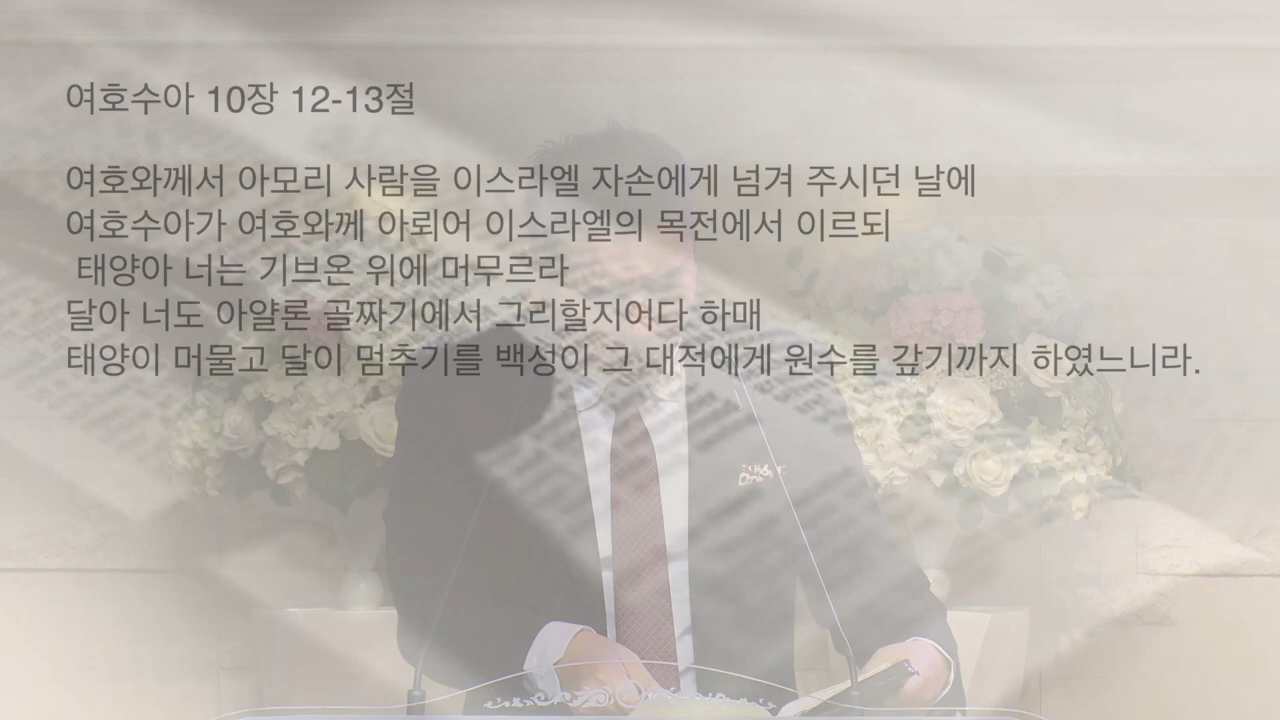 여호수아 10장 12-13절
여호와께서 아모리 사람을 이스라엘 자손에게 넘겨 주시던 날에
여호수아가 여호와께 아뢰어 이스라엘의 목전에서 이르되
태양아 너는 기브온 위에 머무르라
달아 너도 아얄론 골짜기에서 그리할지어다 하매
태양이 머물고 달이 멈추기를 백성이 그 대적에게 원수를 갚기까지 하였느니라.